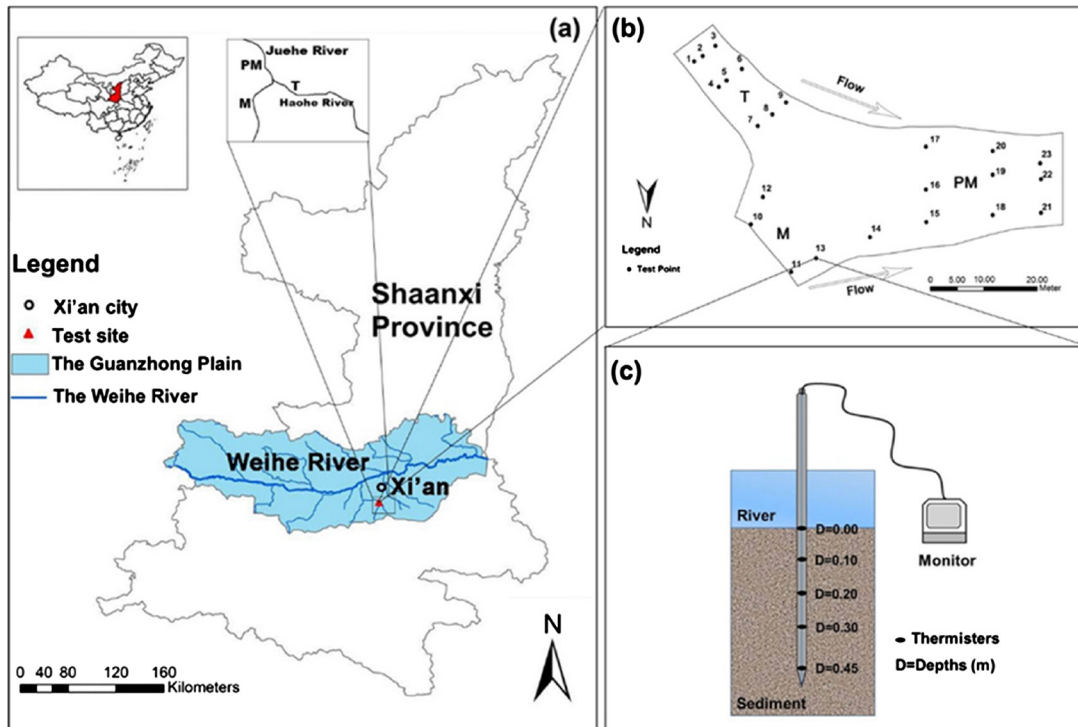 (a)
Juehe River
PM
T
M
Haohe River
Legend
Xi'an city
Test site
The Guanzhong Plain
The Weihe River
Shaanxi
Province
Weihe River
Xi'an
N
0 40 80 120 160
Kilometers
(b)
3
2
1
6
5
4
T
9
8
7
Flow
17
20
23
19
22
PM
16
12
18
21
15
10
14
M
13
11
N
Legend
Test Point
Flow
0 5.00 10.00 20.00
Meter
(c)
River
D=0.00
D=0.10
D=0.20
D=0.30
D=0.45
Sediment
Monitor
Thermisters
D=Depths (m)